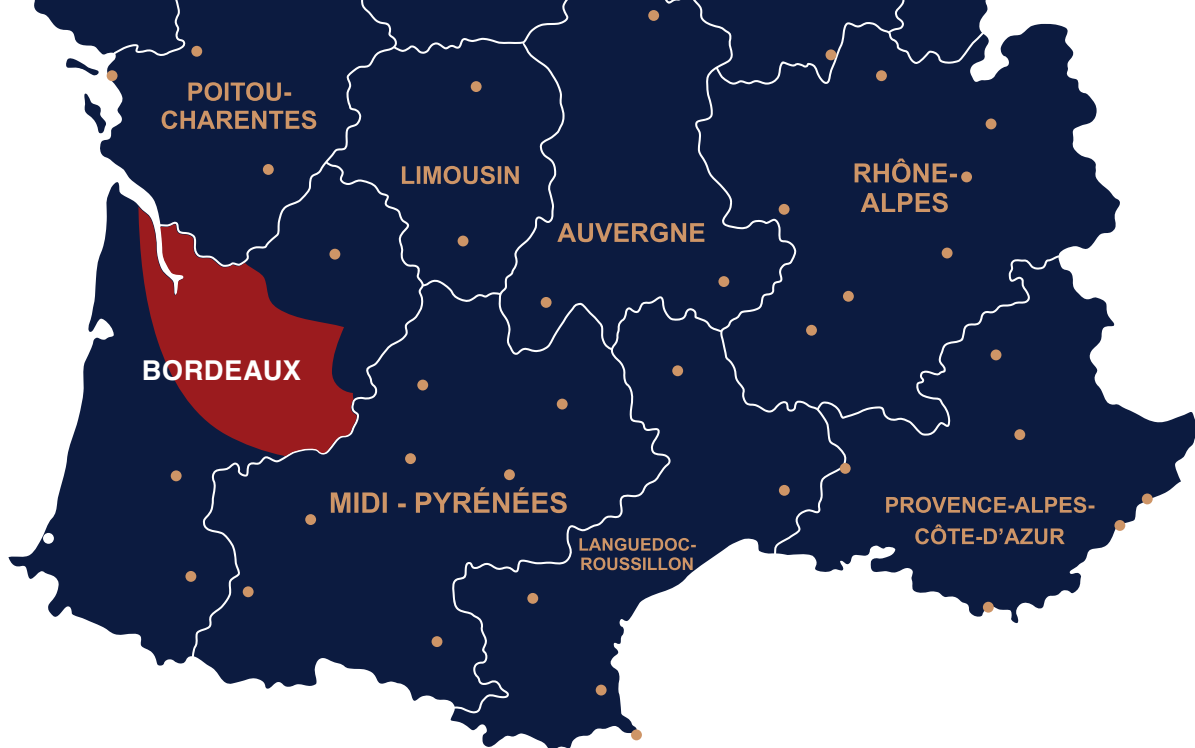 POITOU-
CHARENTES
LIMOUSIN
AUVERGNE
RHÔNE-
ALPES
BORDEAUX
MIDI - PYRÉNÉES
LANGUEDOC-
ROUSSILLON
PROVENCE-ALPES-
CÔTE-D’AZUR